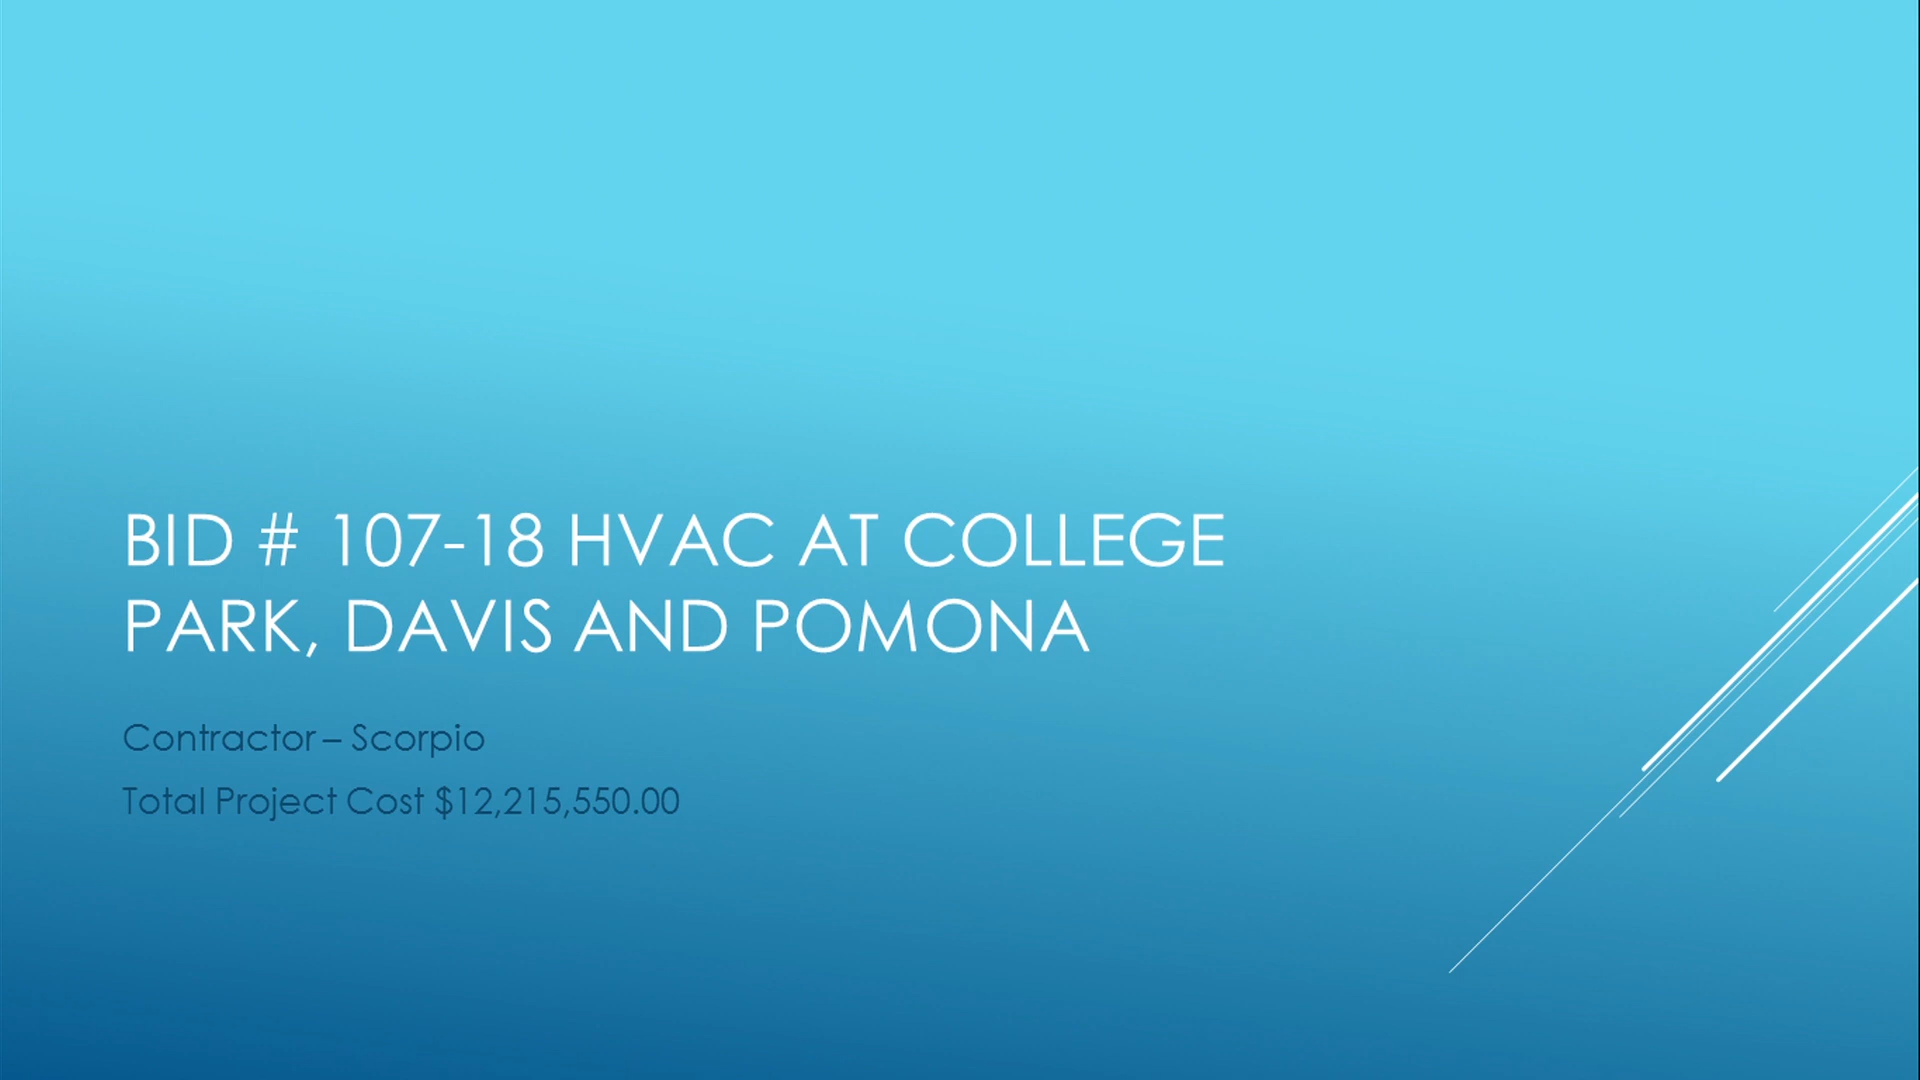 BID # 107-18 HVAC AT COLLEGE
PARK, DAVIS AND POMONA
Contractor – Scorpio
Total Project Cost $12,215,550.00